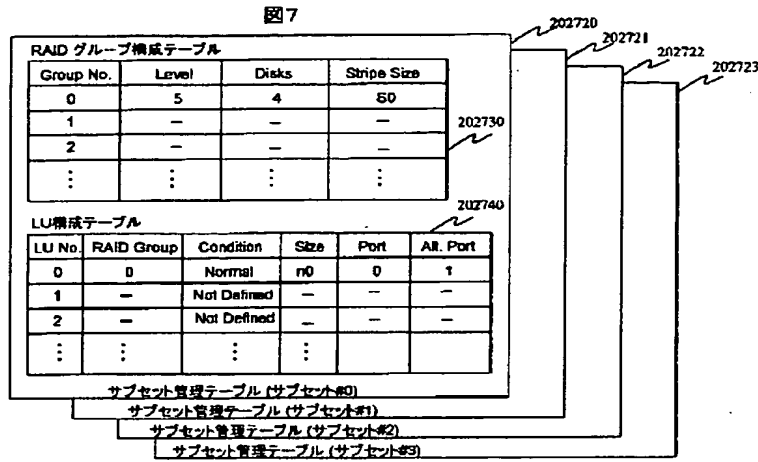 図7
202720
202721
202722
202723
RAID グループ構成テーブル
Group No. Level Disks Stripe Size
0 5 4 S0
1 — — —
2 — — —
⋮ ⋮ ⋮ ⋮
202730
LU構成テーブル
202740
LU No. RAID Group Condition Size Port Alt. Port
0 0 Normal n0 0 1
1 — Not Defined — — —
2 — Not Defined — — —
⋮ ⋮ ⋮ ⋮
サブセット管理テーブル (サブセット#0)
サブセット管理テーブル (サブセット#1)
サブセット管理テーブル (サブセット#2)
サブセット管理テーブル (サブセット#3)